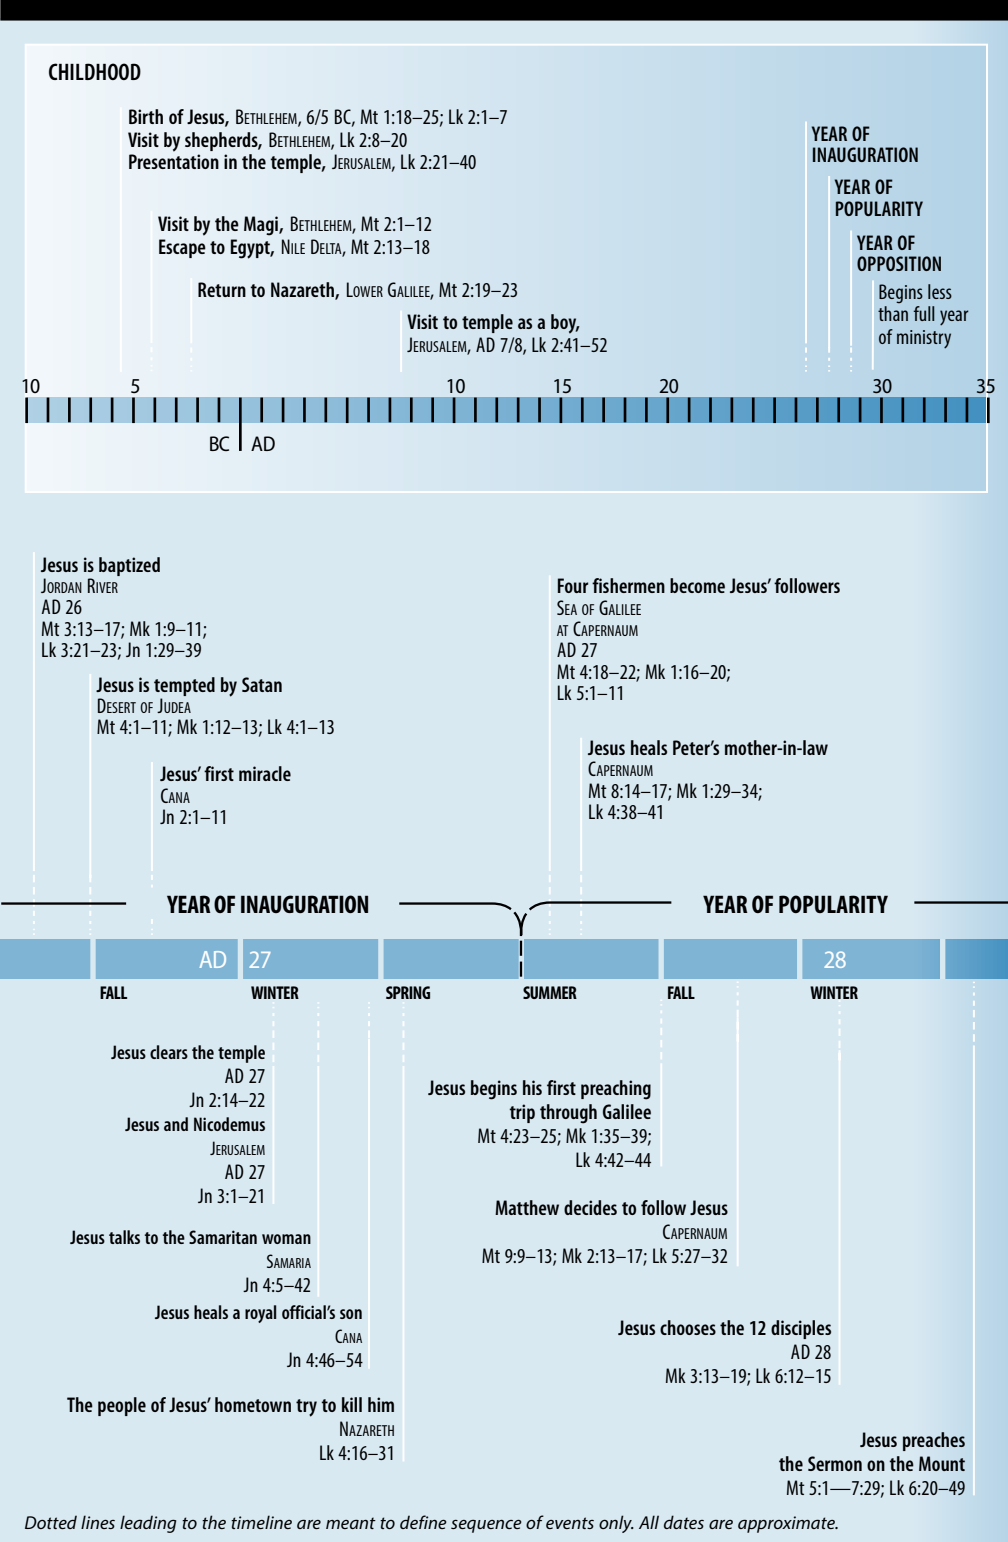 CHILDHOOD
Birth of Jesus, BETHLEHEM, 6/5 BC, Mt 1:18–25; Lk 2:1–7
Visit by shepherds, BETHLEHEM, Lk 2:8–20
Presentation in the temple, JERUSALEM, Lk 2:21–40
Visit by the Magi, BETHLEHEM, Mt 2:1–12
Escape to Egypt, NILE DELTA, Mt 2:13–18
Return to Nazareth, LOWER GALILEE, Mt 2:19–23
Visit to temple as a boy,
JERUSALEM, AD 7/8, Lk 2:41–52
YEAR OF
INAUGURATION
YEAR OF
POPULARITY
YEAR OF
OPPOSITION
Begins less
than full year
of ministry
10 5 10 15 20 30 35
BC AD
Jesus is baptized
JORDAN RIVER
AD 26
Mt 3:13–17; Mk 1:9–11;
Lk 3:21–23; Jn 1:29–39
Jesus is tempted by Satan
DESERT OF JUDEA
Mt 4:1–11; Mk 1:12–13; Lk 4:1–13
Jesus’ first miracle
CANA
Jn 2:1–11
Four fishermen become Jesus’ followers
SEA OF GALILEE
AT CAPERNAUM
AD 27
Mt 4:18–22; Mk 1:16–20;
Lk 5:1–11
Jesus heals Peter’s mother-in-law
CAPERNAUM
Mt 8:14–17; Mk 1:29–34;
Lk 4:38–41
YEAR OF INAUGURATION YEAR OF POPULARITY
AD 27 28
FALL WINTER SPRING SUMMER FALL WINTER
Jesus clears the temple
AD 27
Jn 2:14–22
Jesus and Nicodemus
JERUSALEM
AD 27
Jn 3:1–21
Jesus talks to the Samaritan woman
SAMARIA
Jn 4:5–42
Jesus heals a royal official’s son
CANA
Jn 4:46–54
The people of Jesus’ hometown try to kill him
NAZARETH
Lk 4:16–31
Jesus begins his first preaching
trip through Galilee
Mt 4:23–25; Mk 1:35–39;
Lk 4:42–44
Matthew decides to follow Jesus
CAPERNAUM
Mt 9:9–13; Mk 2:13–17; Lk 5:27–32
Jesus chooses the 12 disciples
AD 28
Mk 3:13–19; Lk 6:12–15
Jesus preaches
the Sermon on the Mount
Mt 5:1—7:29; Lk 6:20–49
Dotted lines leading to the timeline are meant to define sequence of events only. All dates are approximate.